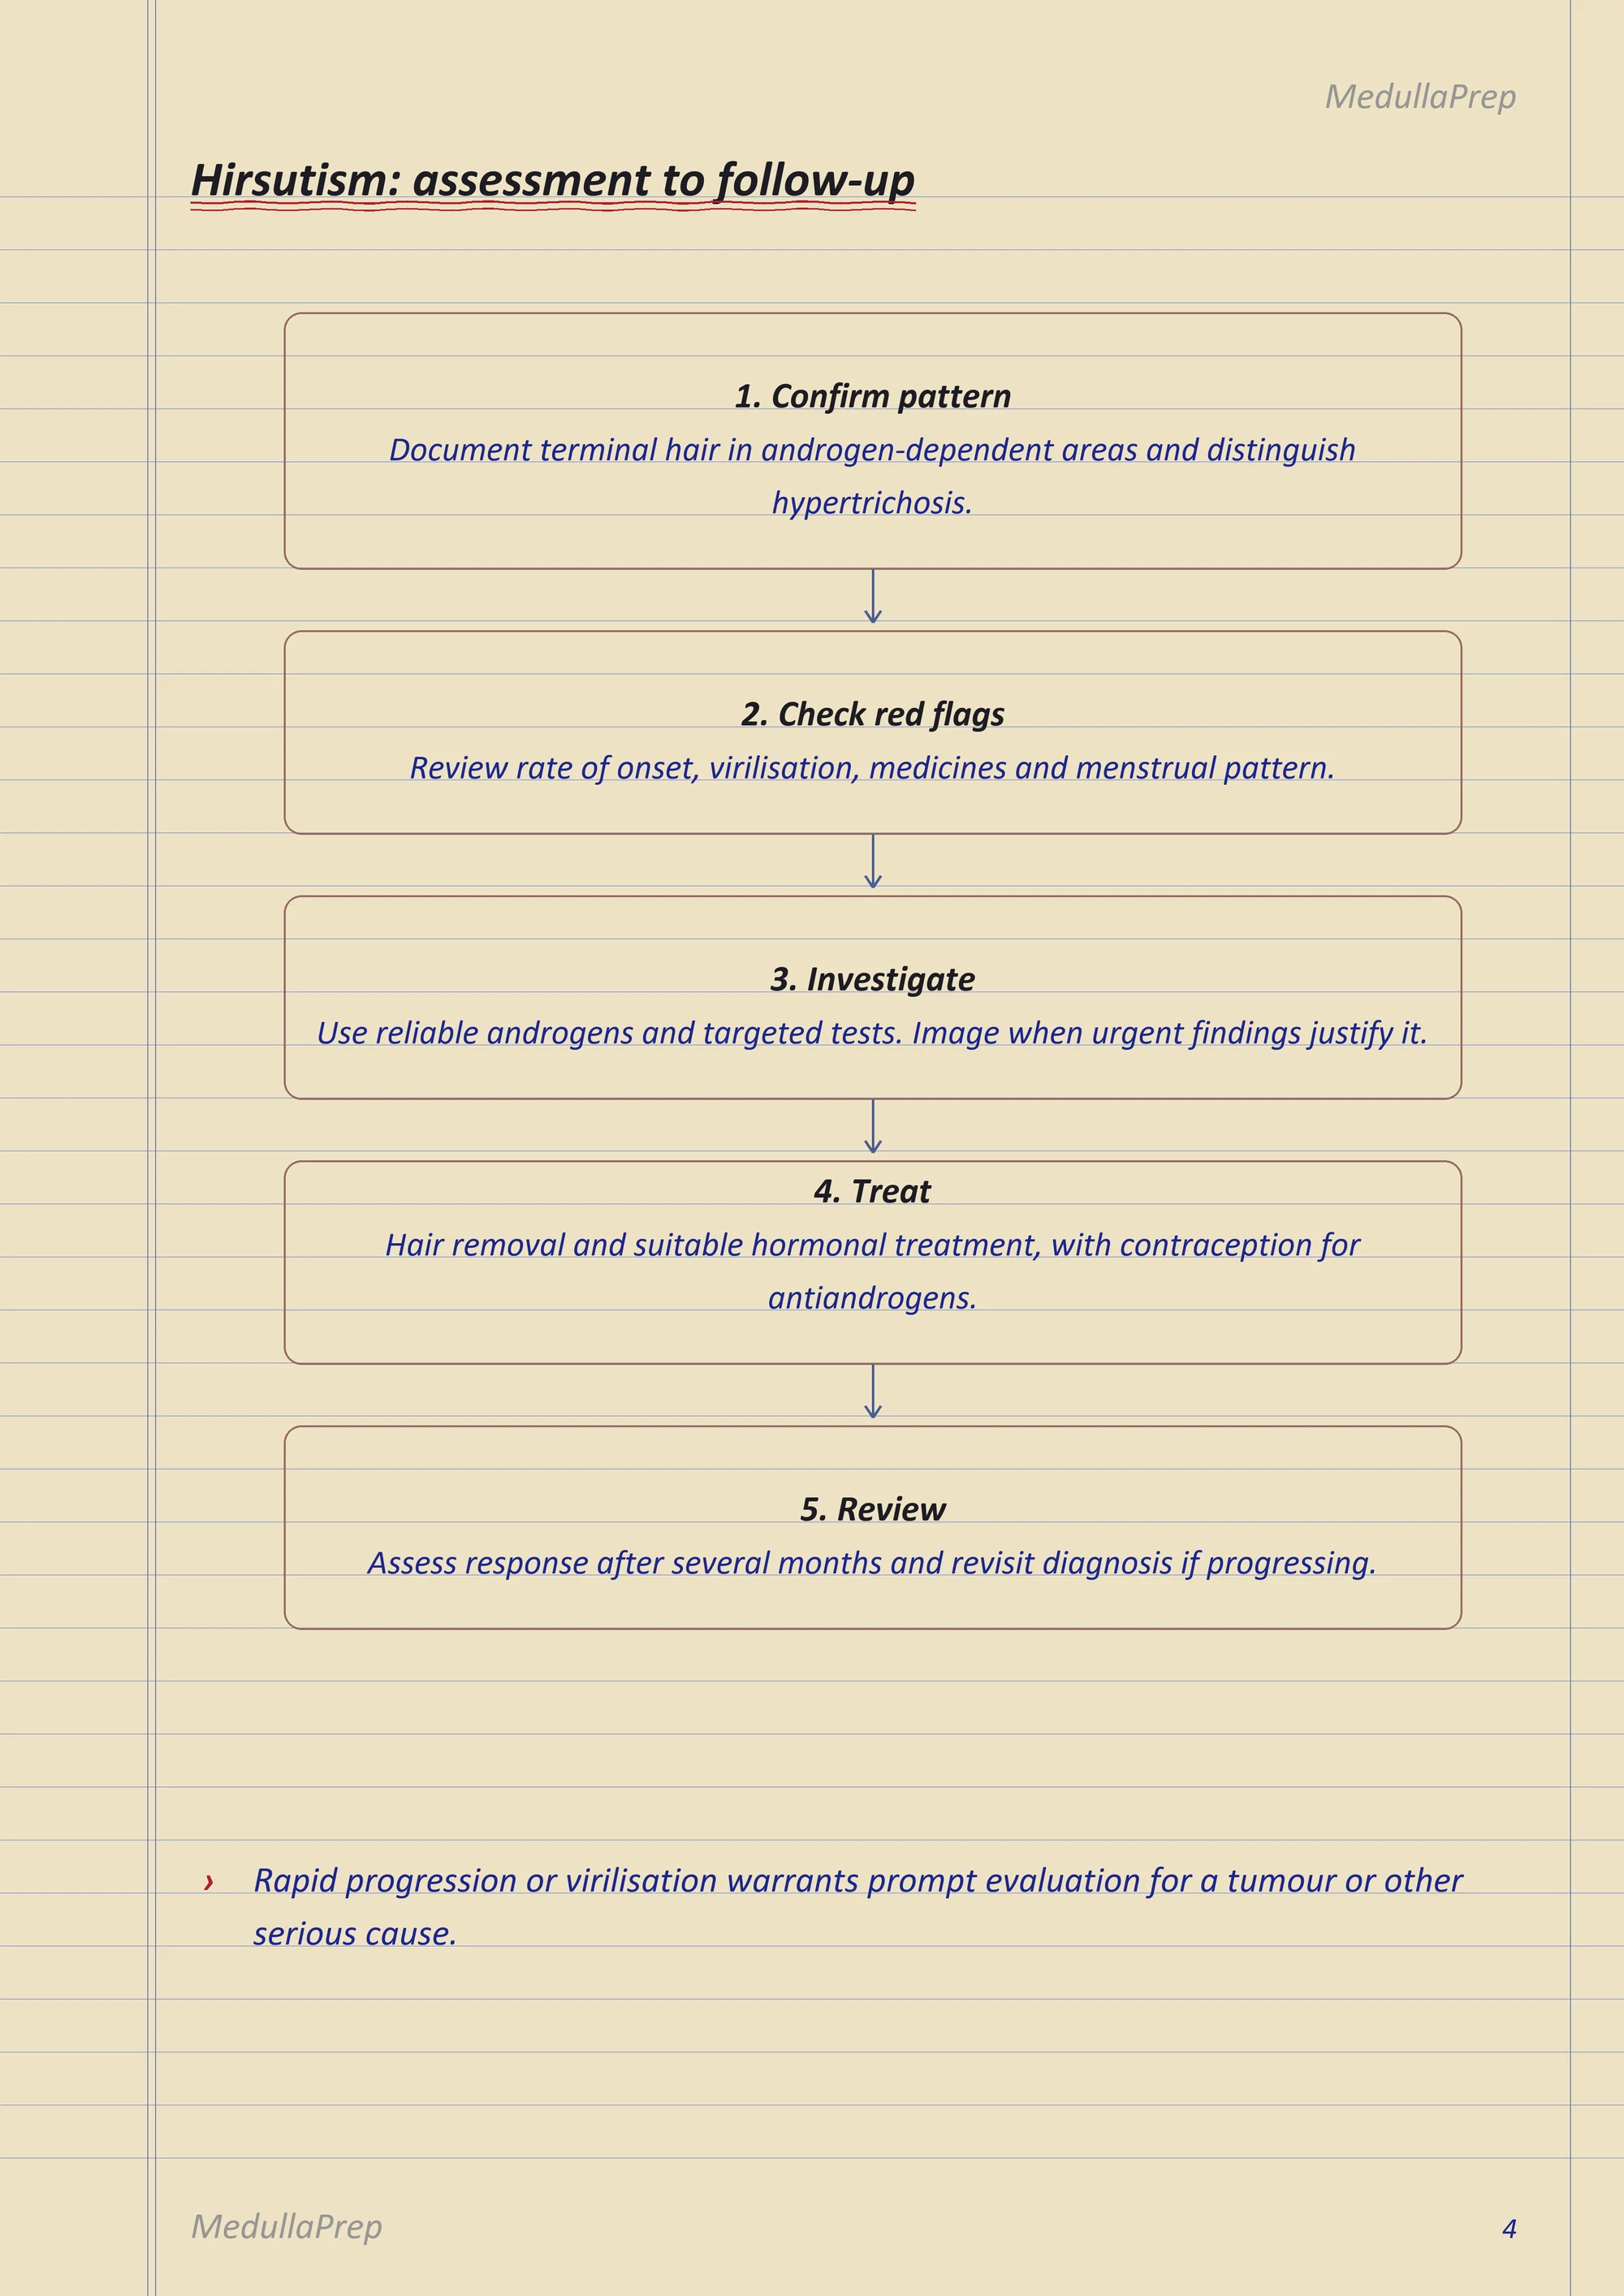 MedullaPrep
Hirsutism: assessment to follow-up
1. Confirm pattern
Document terminal hair in androgen-dependent areas and distinguish
hypertrichosis.
2. Check red flags
Review rate of onset, virilisation, medicines and menstrual pattern.
3. Investigate
Use reliable androgens and targeted tests. Image when urgent findings justify it.
4. Treat
Hair removal and suitable hormonal treatment, with contraception for
antiandrogens.
5. Review
Assess response after several months and revisit diagnosis if progressing.
› Rapid progression or virilisation warrants prompt evaluation for a tumour or other
serious cause.
MedullaPrep
4